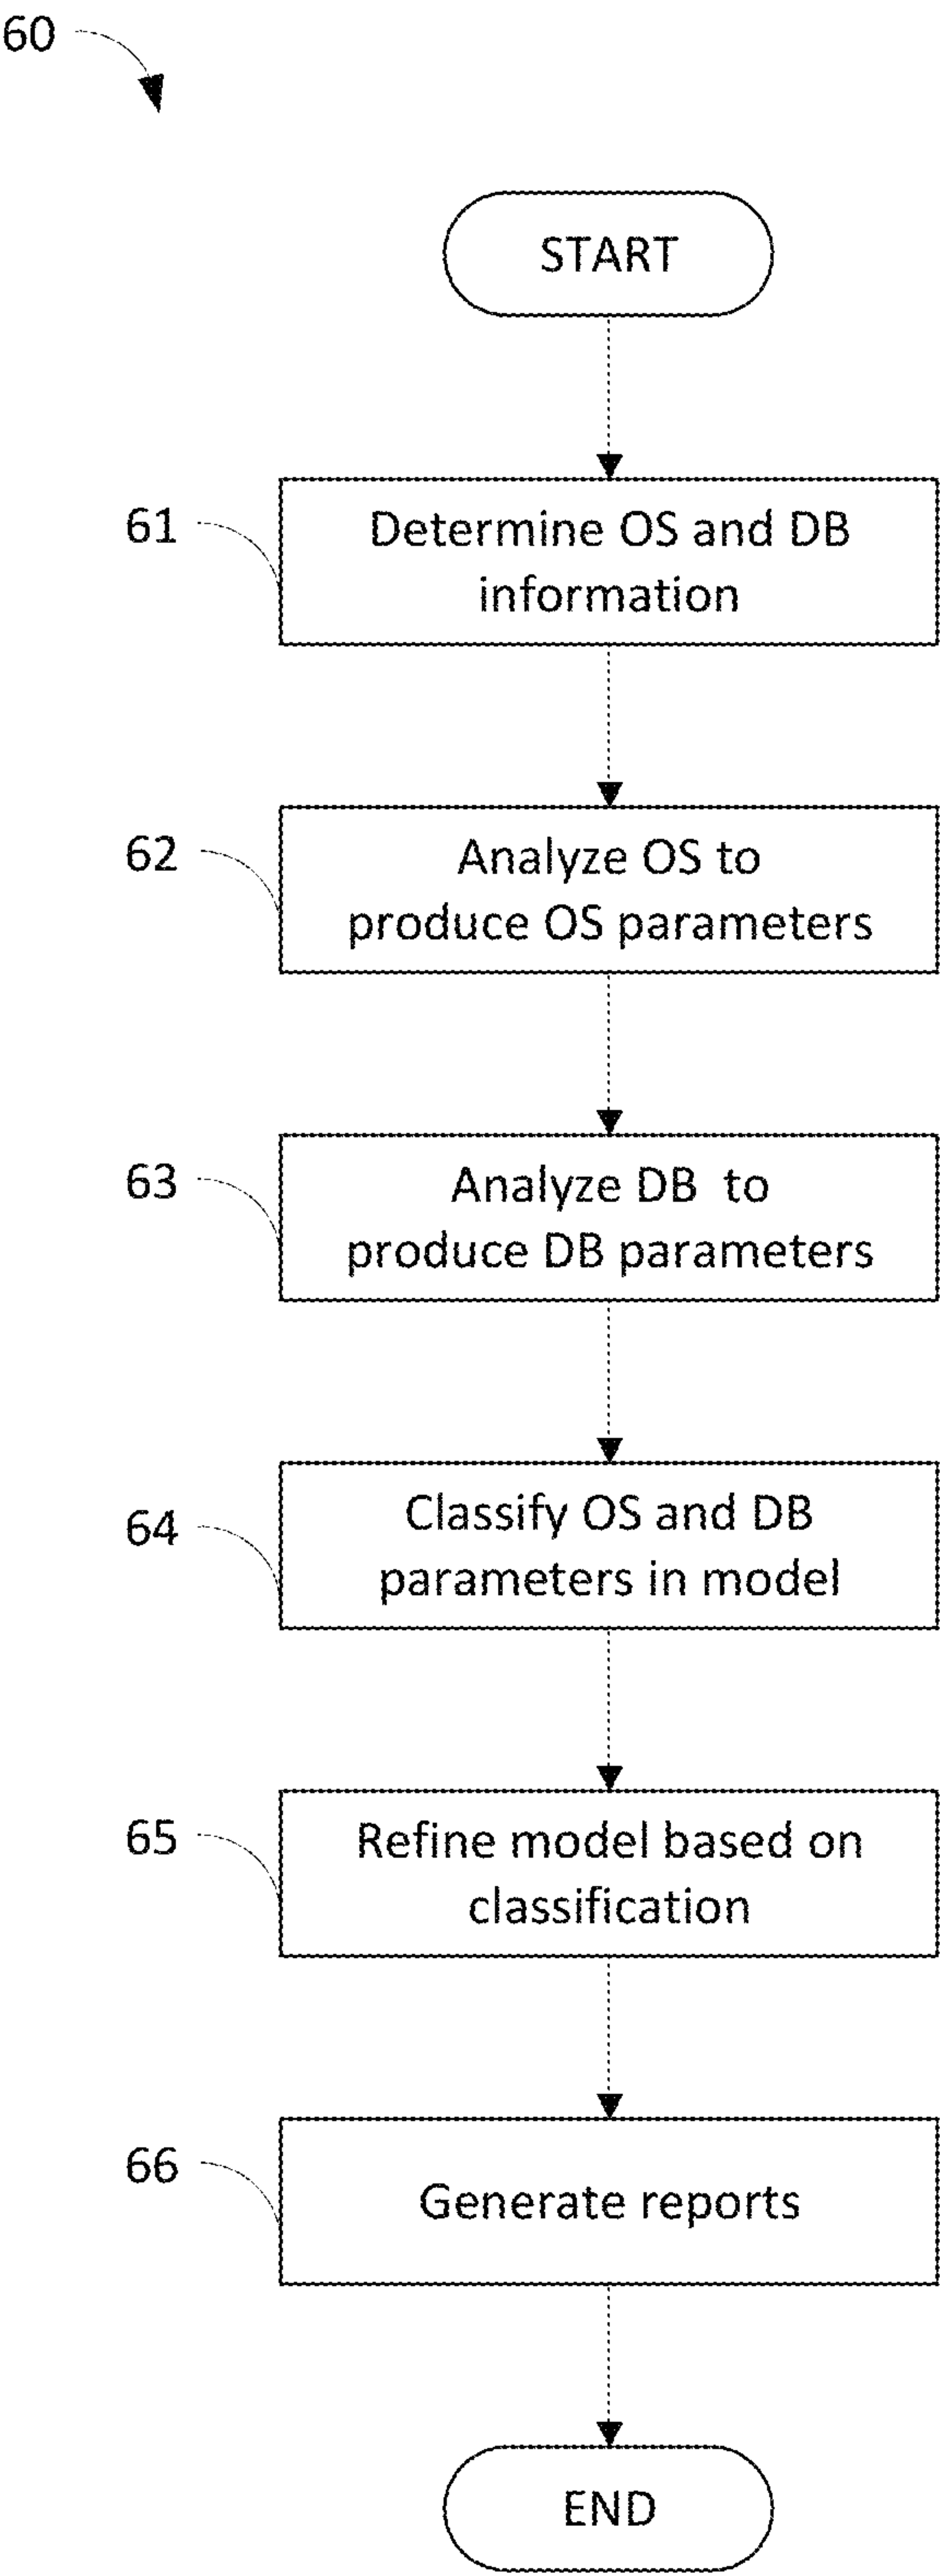 60
START
61
Determine OS and DB
information
62
Analyze OS to
produce OS parameters
63
Analyze DB to
produce DB parameters
64
Classify OS and DB
parameters in model
65
Refine model based on
classification
66
Generate reports
END